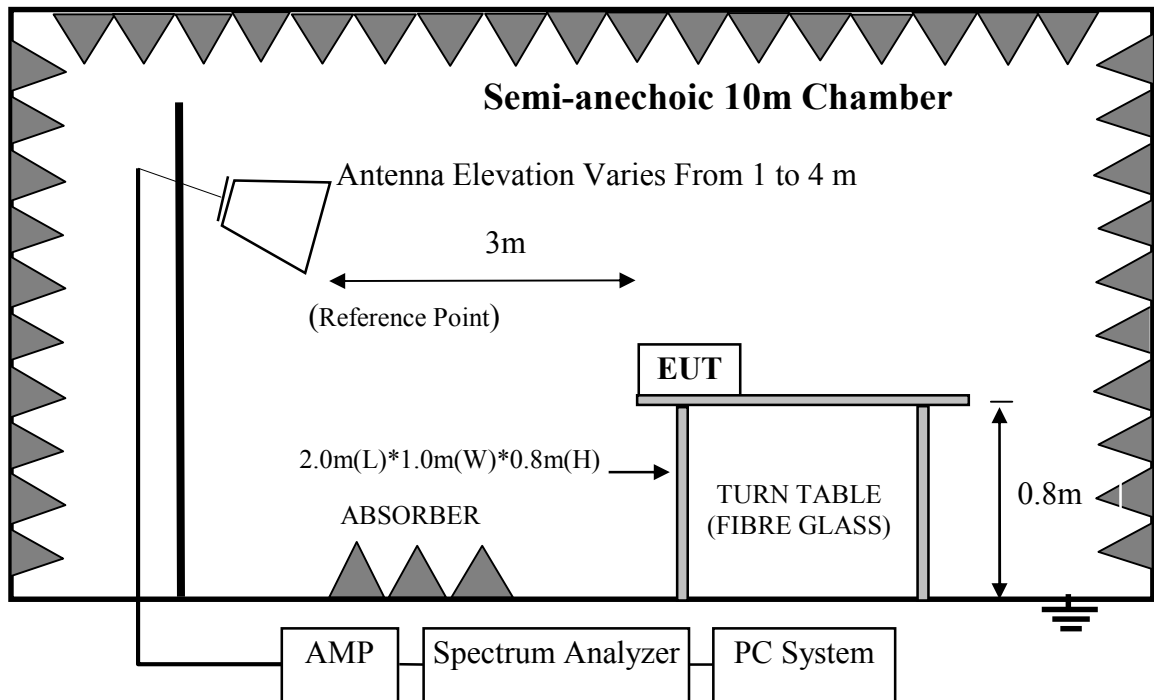 Semi-anechoic 10m Chamber
Antenna Elevation Varies From 1 to 4 m
3m
(Reference Point)
EUT
2.0m(L)*1.0m(W)*0.8m(H)
TURN TABLE
(FIBRE GLASS)
0.8m
ABSORBER
AMP
Spectrum Analyzer
PC System